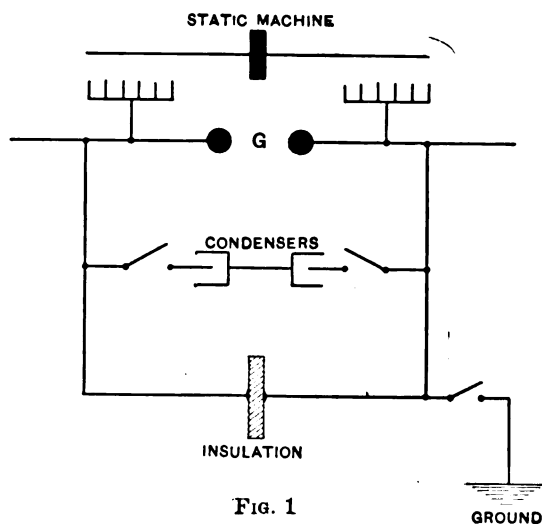 STATIC MACHINE
G
CONDENSERS
INSULATION
FIG. 1
GROUND